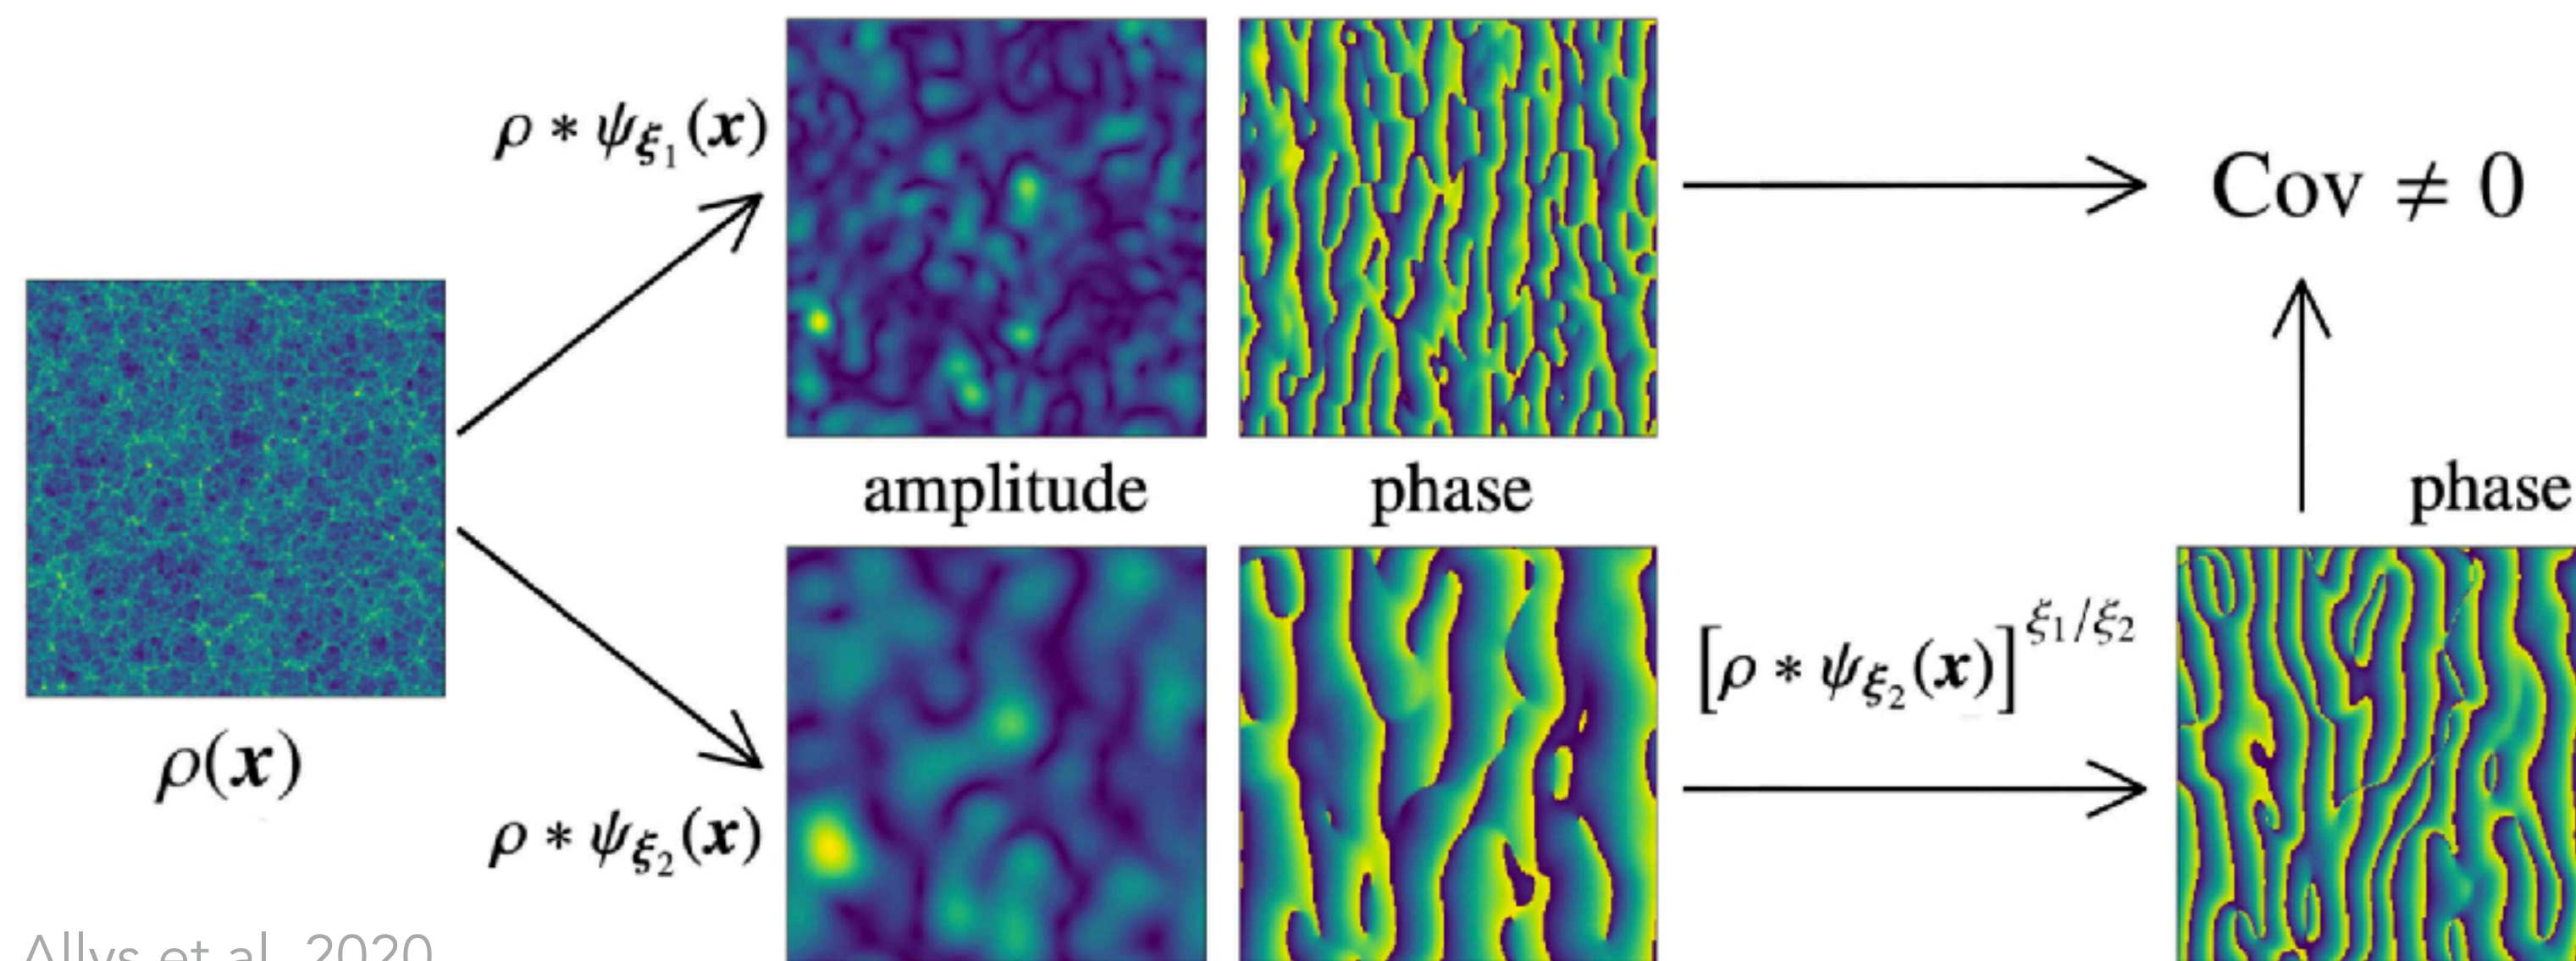 ρ ∗ ψ_ξ₁(x)
Cov ≠ 0
amplitude
phase
phase
[ρ ∗ ψ_ξ₂(x)]^ξ₁/ξ₂
ρ(x)
ρ ∗ ψ_ξ₂(x)
Allys et al. 2020